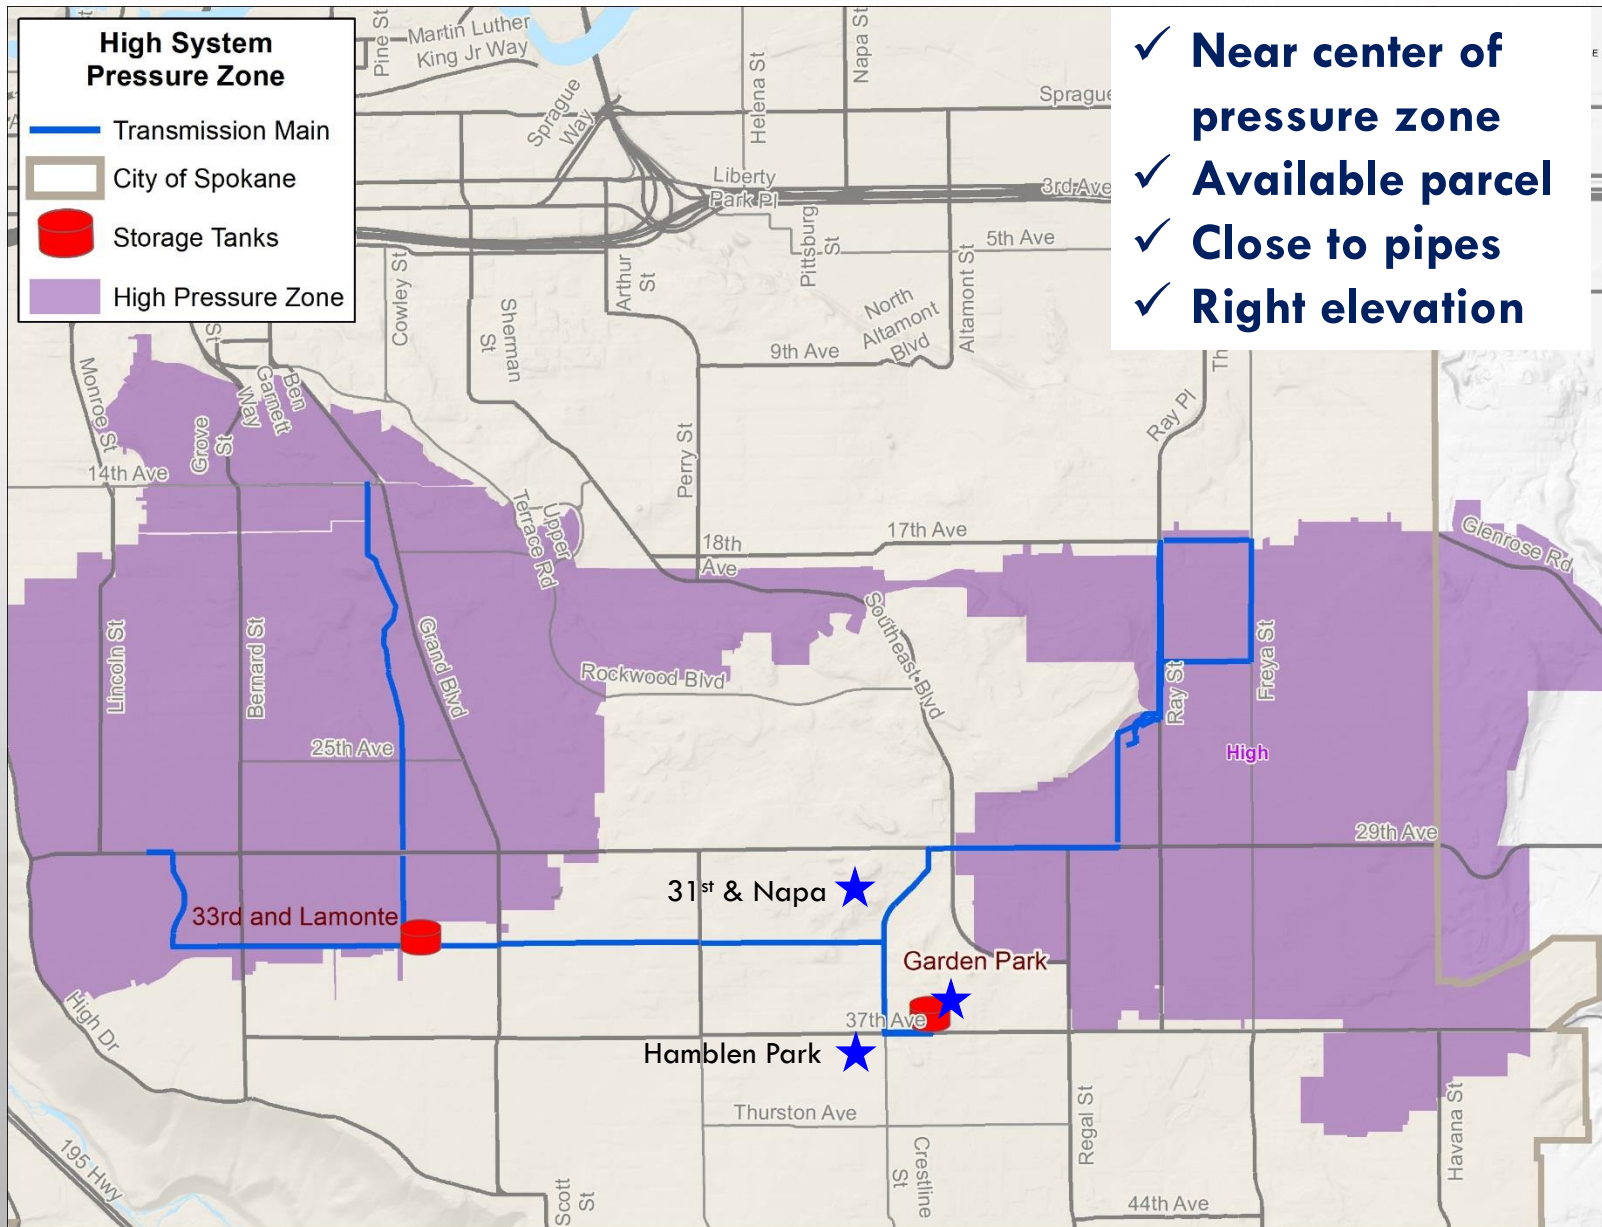 High System
Pressure Zone
Transmission Main
City of Spokane
Storage Tanks
High Pressure Zone
✓ Near center of
pressure zone
✓ Available parcel
✓ Close to pipes
✓ Right elevation
Pine St
Martin Luther
King Jr Way
Sprague
Way
Helena St
Napa St
Sprague
Liberty
Park Pl
3rd Ave
Pittsburg
St
5th Ave
Arthur
St
Cowley St
Sherman
St
North
Altamont
Blvd
Altamont St
9th Ave
Th
Ray Pl
Monroe St
Grove
St
Garnett
Way
Ben
St
14th Ave
Perry St
Upper
Terrace Rd
18th
Ave
17th Ave
Glenrose Rd
Lincoln St
Bernard St
Grand Blvd
Southeast Blvd
Rockwood Blvd
Ray St
Freya St
25th Ave
High
29th Ave
31st & Napa
33rd and Lamonte
Garden Park
37th Ave
High Dr
Hamblen Park
Thurston Ave
Regal St
Havana St
195 Hwy
Scott
St
Crestline
St
44th Ave
E